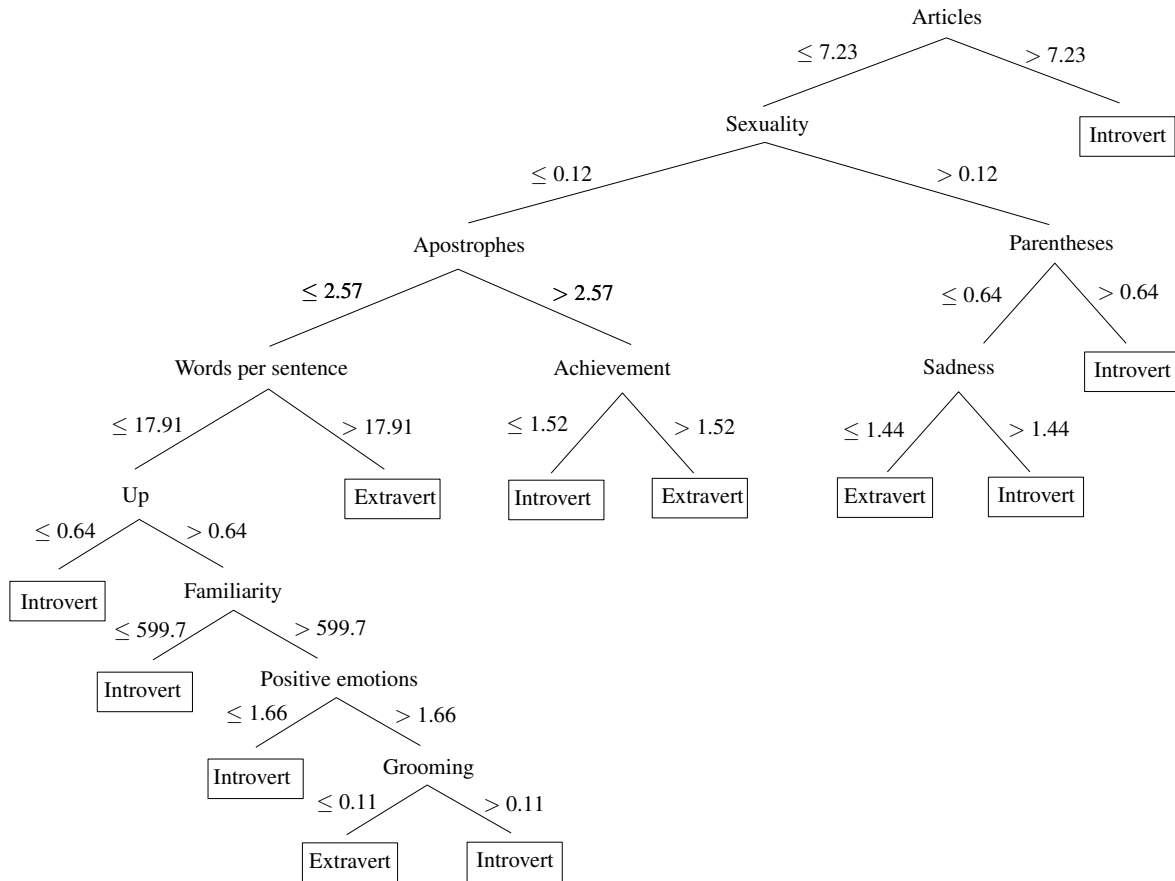 Articles
≤ 7.23 > 7.23
Sexuality Introvert
≤ 0.12 > 0.12
Apostrophes Parentheses
≤ 2.57 > 2.57 ≤ 0.64 > 0.64
Words per sentence Achievement Sadness Introvert
≤ 17.91 > 17.91 ≤ 1.52 > 1.52 ≤ 1.44 > 1.44
Up Extravert Introvert Extravert Extravert Introvert
≤ 0.64 > 0.64
Introvert Familiarity
≤ 599.7 > 599.7
Introvert Positive emotions
≤ 1.66 > 1.66
Introvert Grooming
≤ 0.11 > 0.11
Extravert Introvert